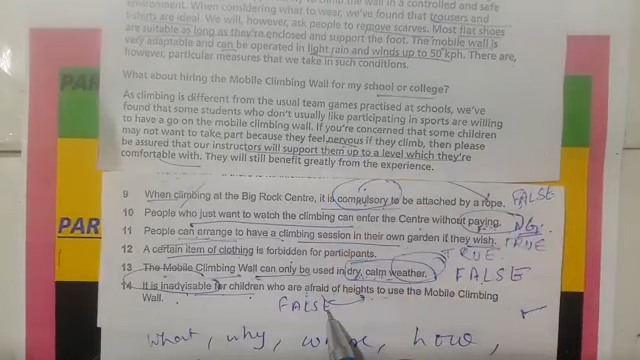 to climb the wall in a controlled and safe
environment. When considering what to wear, we've found that trousers and
t-shirts are ideal. We will, however, ask people to remove scarves. Most flat shoes
are suitable as long as they're enclosed and support the foot. The mobile wall is
very adaptable and can be operated in light rain and winds up to 50 kph. There are,
however, particular measures that we take in such conditions.
What about hiring the Mobile Climbing Wall for my school or college?
As climbing is different from the usual team games practised at schools, we've
found that some students who don't usually like participating in sports are willing
to have a go on the mobile climbing wall. If you're concerned that some children
may not want to take part because they feel nervous if they climb, then please
be assured that our instructors will support them up to a level which they're
comfortable with. They will still benefit greatly from the experience.
PAR
PAR
9 When climbing at the Big Rock Centre, it is compulsory to be attached by a rope. FALSE
10 People who just want to watch the climbing can enter the Centre without paying. NG
11 People can arrange to have a climbing session in their own garden if they wish. TRUE
12 A certain item of clothing is forbidden for participants. TRUE
13 The Mobile Climbing Wall can only be used in dry, calm weather. FALSE
14 It is inadvisable for children who are afraid of heights to use the Mobile Climbing
Wall.
FALSE
what, why, how,